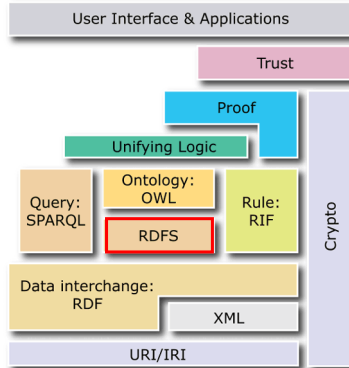 User Interface & Applications
Trust
Proof
Unifying Logic
Query:
SPARQL
Ontology:
OWL
RDFS
Rule:
RIF
Crypto
Data interchange:
RDF
XML
URI/IRI